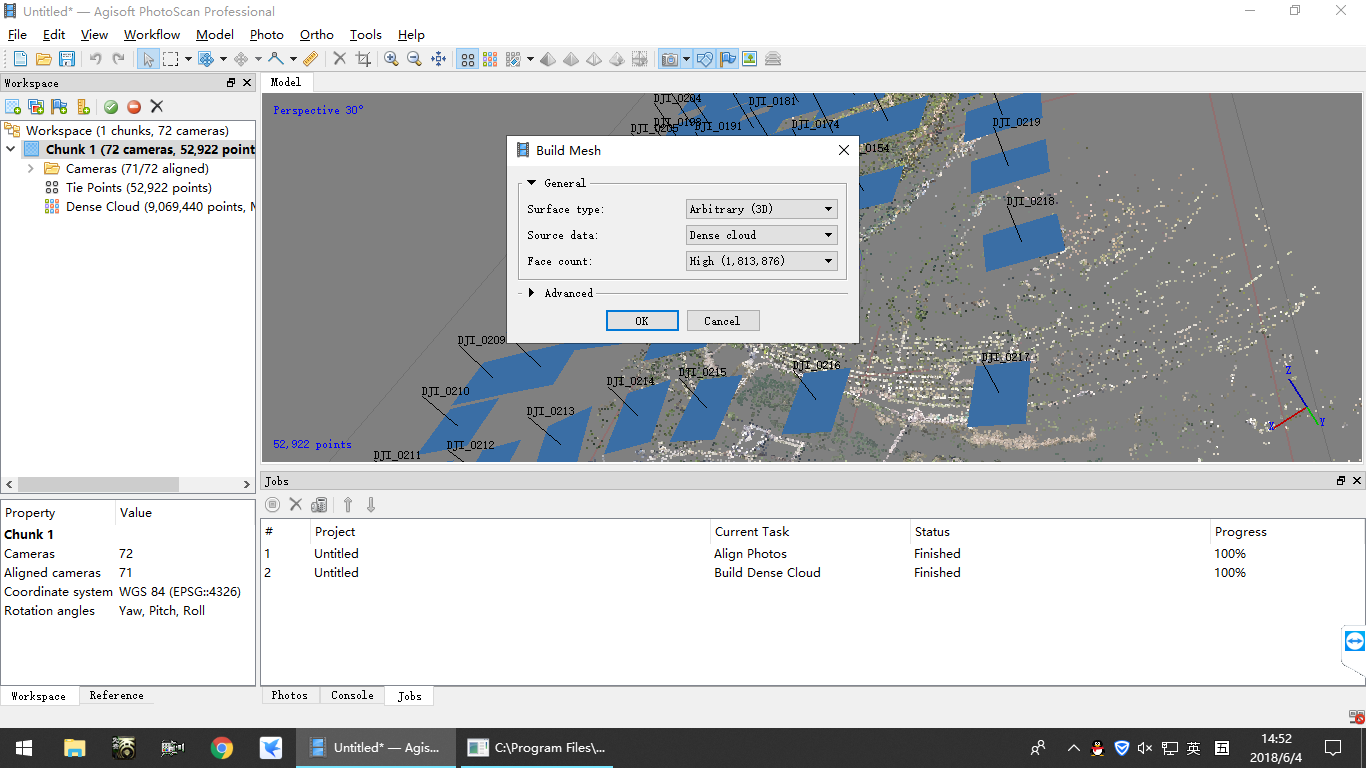 Untitled* — Agisoft PhotoScan Professional
File Edit View Workflow Model Photo Ortho Tools Help
Workspace
Workspace (1 chunks, 72 cameras)
Chunk 1 (72 cameras, 52,922 point
Cameras (71/72 aligned)
Tie Points (52,922 points)
Dense Cloud (9,069,440 points, M
Property Value
Chunk 1
Cameras 72
Aligned cameras 71
Coordinate system WGS 84 (EPSG::4326)
Rotation angles Yaw, Pitch, Roll
Workspace Reference
Model
Perspective 30°
DJI_0204
DJI_0181
DJI_0205
DJI_0191
DJI_0174
DJI_0219
_0154
DJI_0218
Build Mesh
General
Surface type: Arbitrary (3D)
Source data: Dense cloud
Face count: High (1,813,876)
Advanced
OK Cancel
DJI_0209
DJI_0217
DJI_0216
DJI_0215
DJI_0214
DJI_0210
DJI_0213
DJI_0212
DJI_0211
52,922 points
Z
X
Y
Jobs
# Project Current Task Status Progress
1 Untitled Align Photos Finished 100%
2 Untitled Build Dense Cloud Finished 100%
Photos Console Jobs
Untitled* — Agis...
C:\Program Files\...
英
五
14:52
2018/6/4